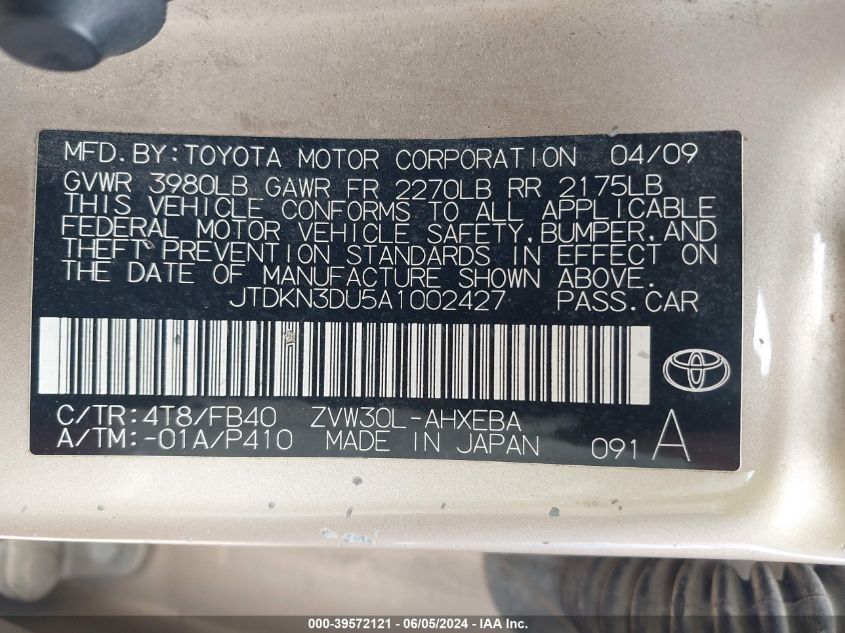 MFD.BY:TOYOTA MOTOR CORPORATION 04/09
GVWR 3980LB GAWR FR 2270LB RR 2175LB
THIS VEHICLE CONFORMS TO ALL APPLICABLE
FEDERAL MOTOR VEHICLE SAFETY,BUMPER,AND
THEFT PREVENTION STANDARDS IN EFFECT ON
THE DATE OF MANUFACTURE SHOWN ABOVE.
JTDKN3DU5A1002427 PASS.CAR
C/TR:4T8/FB40 ZVW30L-AHXEBA
A/TM:-01A/P410 MADE IN JAPAN 091 A
000-39572121 - 06/05/2024 - IAA Inc.